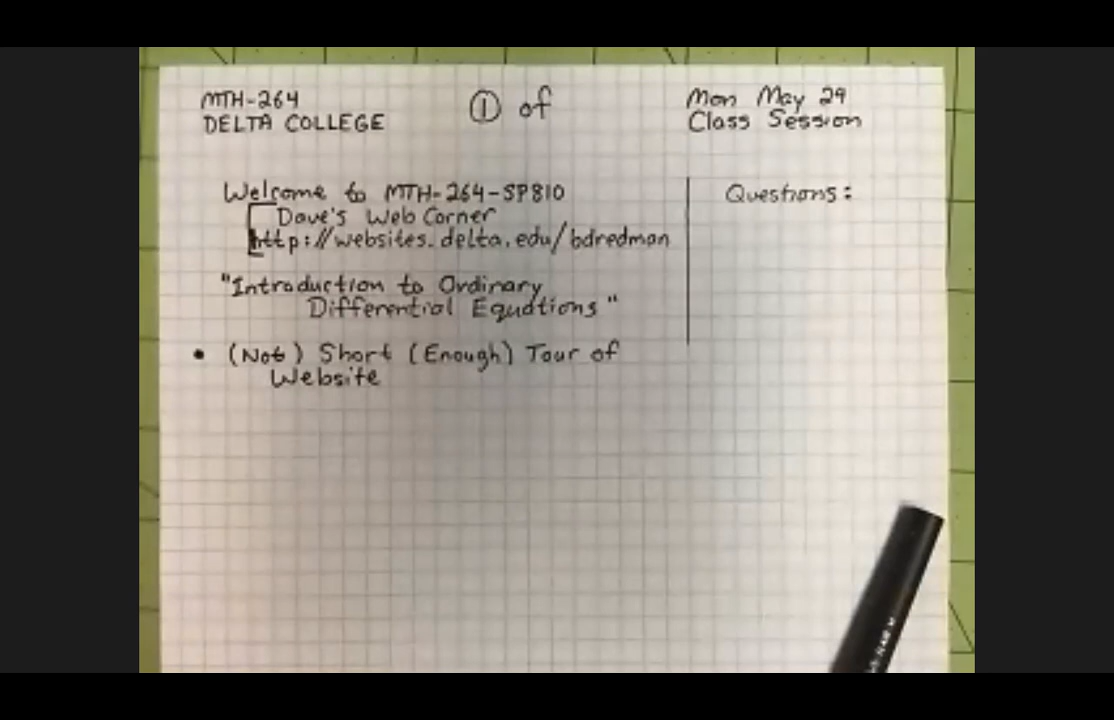 MTH-264
DELTA COLLEGE
① of
Mon May 29
Class Session
Welcome to MTH-264-SP810
Dave's Web Corner
http://websites.delta.edu/bdredman
Questions:
"Introduction to Ordinary
Differential Equations"
• (Not) Short (Enough) Tour of
Website